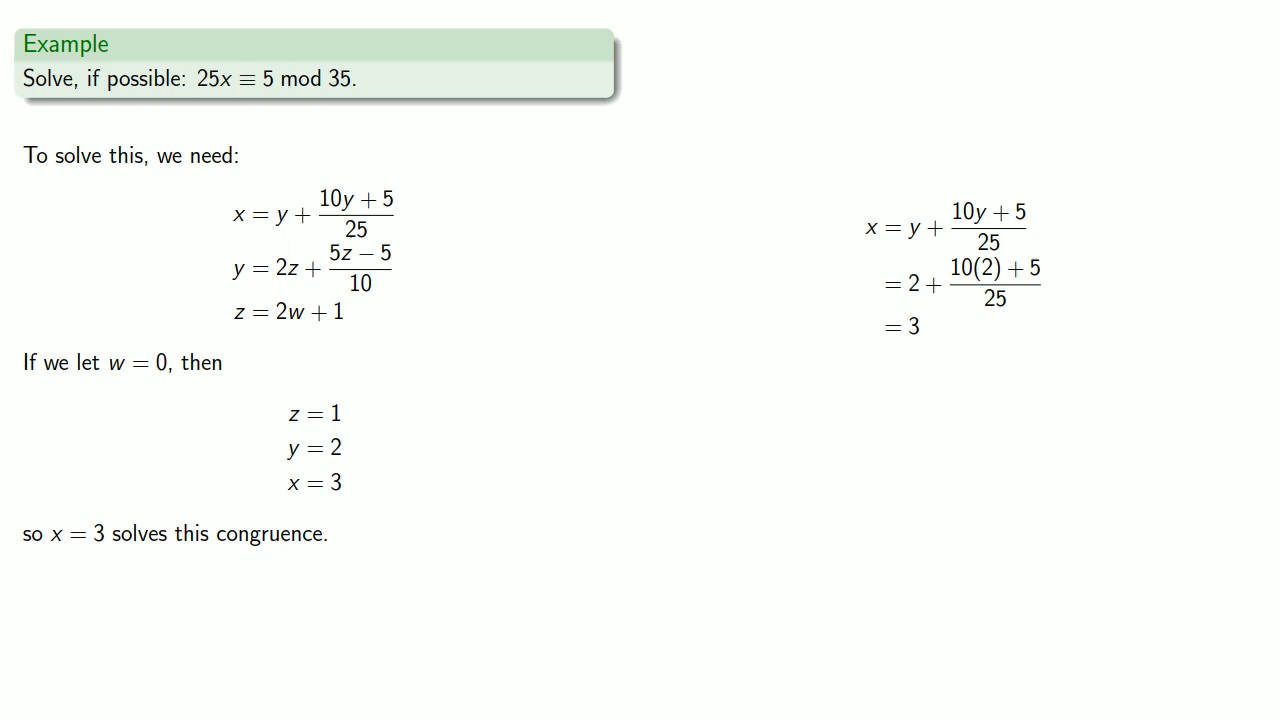 Example
Solve, if possible: 25x ≡ 5 mod 35.
To solve this, we need:
x = y + (10y + 5)/25
y = 2z + (5z − 5)/10
z = 2w + 1
If we let w = 0, then
z = 1
y = 2
x = 3
so x = 3 solves this congruence.
x = y + (10y + 5)/25
= 2 + (10(2) + 5)/25
= 3